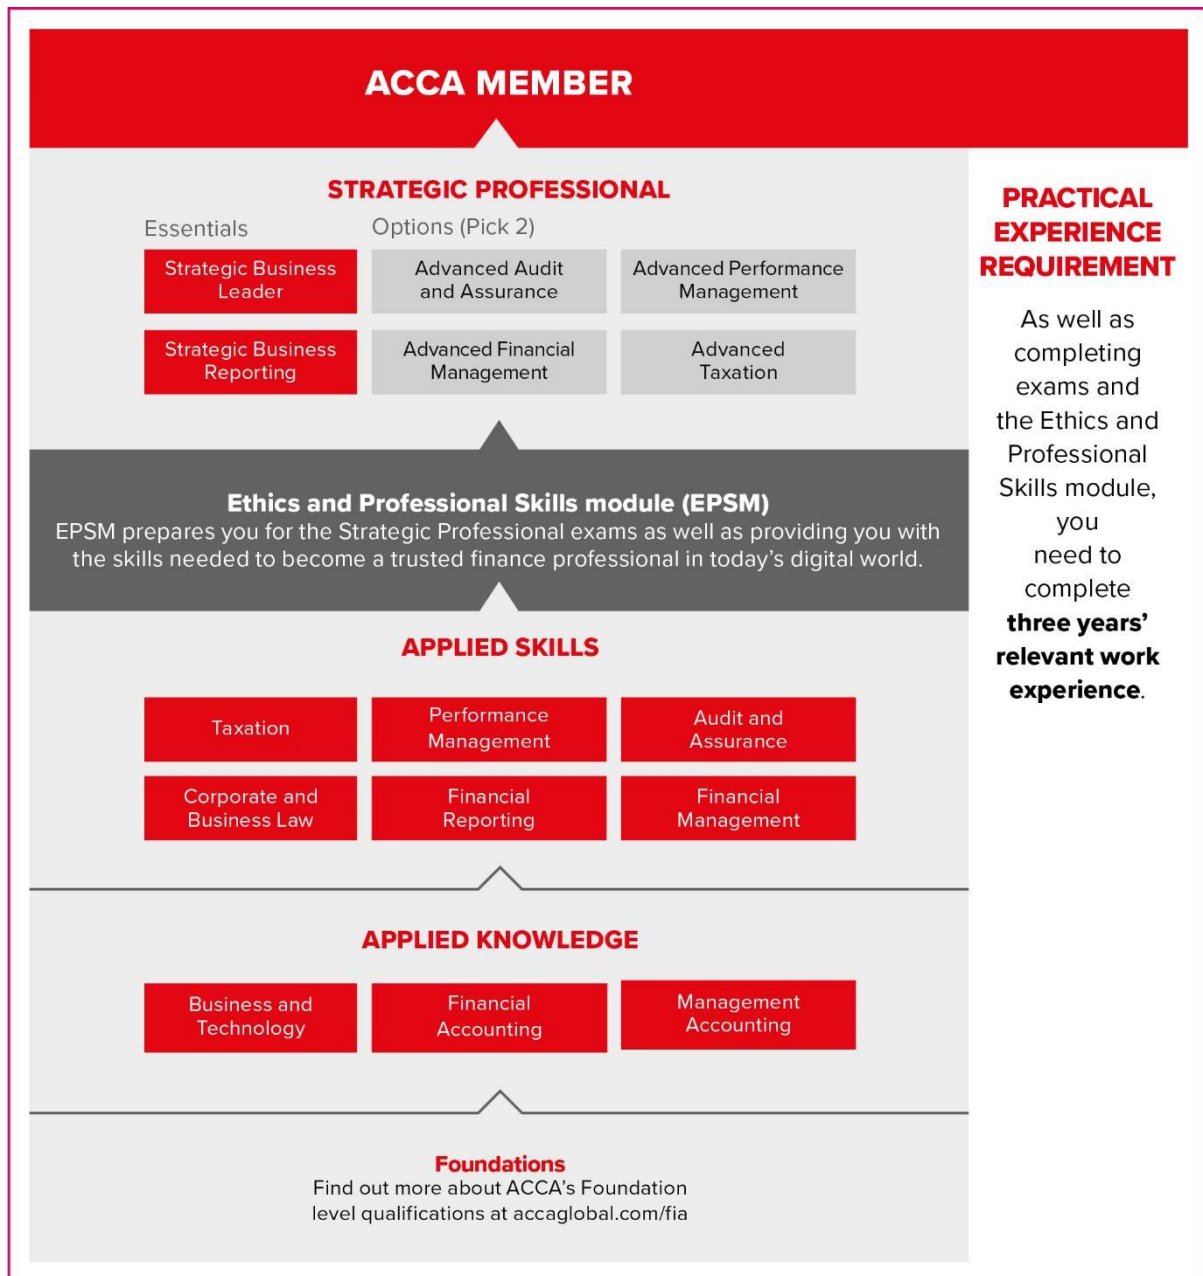 ACCA MEMBER
STRATEGIC PROFESSIONAL
Essentials
Options (Pick 2)
Strategic Business
Leader
Advanced Audit
and Assurance
Advanced Performance
Management
Strategic Business
Reporting
Advanced Financial
Management
Advanced
Taxation
Ethics and Professional Skills module (EPSM)
EPSM prepares you for the Strategic Professional exams as well as providing you with
the skills needed to become a trusted finance professional in today’s digital world.
APPLIED SKILLS
Taxation
Performance
Management
Audit and
Assurance
Corporate and
Business Law
Financial
Reporting
Financial
Management
APPLIED KNOWLEDGE
Business and
Technology
Financial
Accounting
Management
Accounting
Foundations
Find out more about ACCA’s Foundation
level qualifications at accaglobal.com/fia
PRACTICAL
EXPERIENCE
REQUIREMENT
As well as
completing
exams and
the Ethics and
Professional
Skills module,
you
need to
complete
three years’
relevant work
experience.